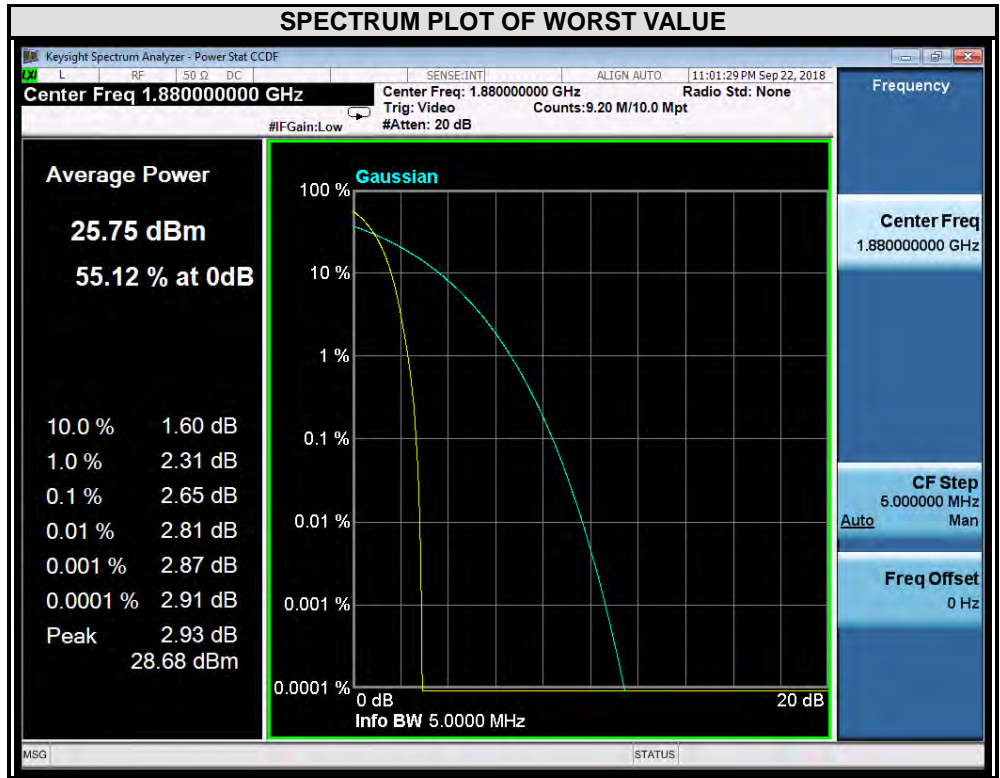 SPECTRUM PLOT OF WORST VALUE
Keysight Spectrum Analyzer - Power Stat CCDF
LXI L RF 50 Ω DC SENSE:INT ALIGN AUTO 11:01:29 PM Sep 22, 2018
Center Freq 1.880000000 GHz
#IFGain:Low
Center Freq: 1.880000000 GHz Radio Std: None
Trig: Video Counts:9.20 M/10.0 Mpt
#Atten: 20 dB
Average Power
25.75 dBm
55.12 % at 0dB
10.0 % 1.60 dB
1.0 % 2.31 dB
0.1 % 2.65 dB
0.01 % 2.81 dB
0.001 % 2.87 dB
0.0001 % 2.91 dB
Peak 2.93 dB
28.68 dBm
Gaussian
100 %
10 %
1 %
0.1 %
0.01 %
0.001 %
0.0001 %
0 dB 20 dB
Info BW 5.0000 MHz
Frequency
Center Freq
1.880000000 GHz
CF Step
5.000000 MHz
Auto Man
Freq Offset
0 Hz
MSG STATUS